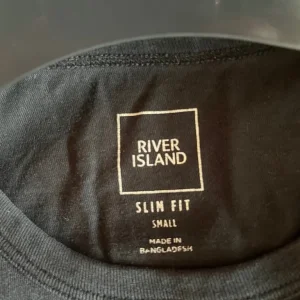 RIVER
ISLAND
SLIM FIT
SMALL
MADE IN
BANGLADESH